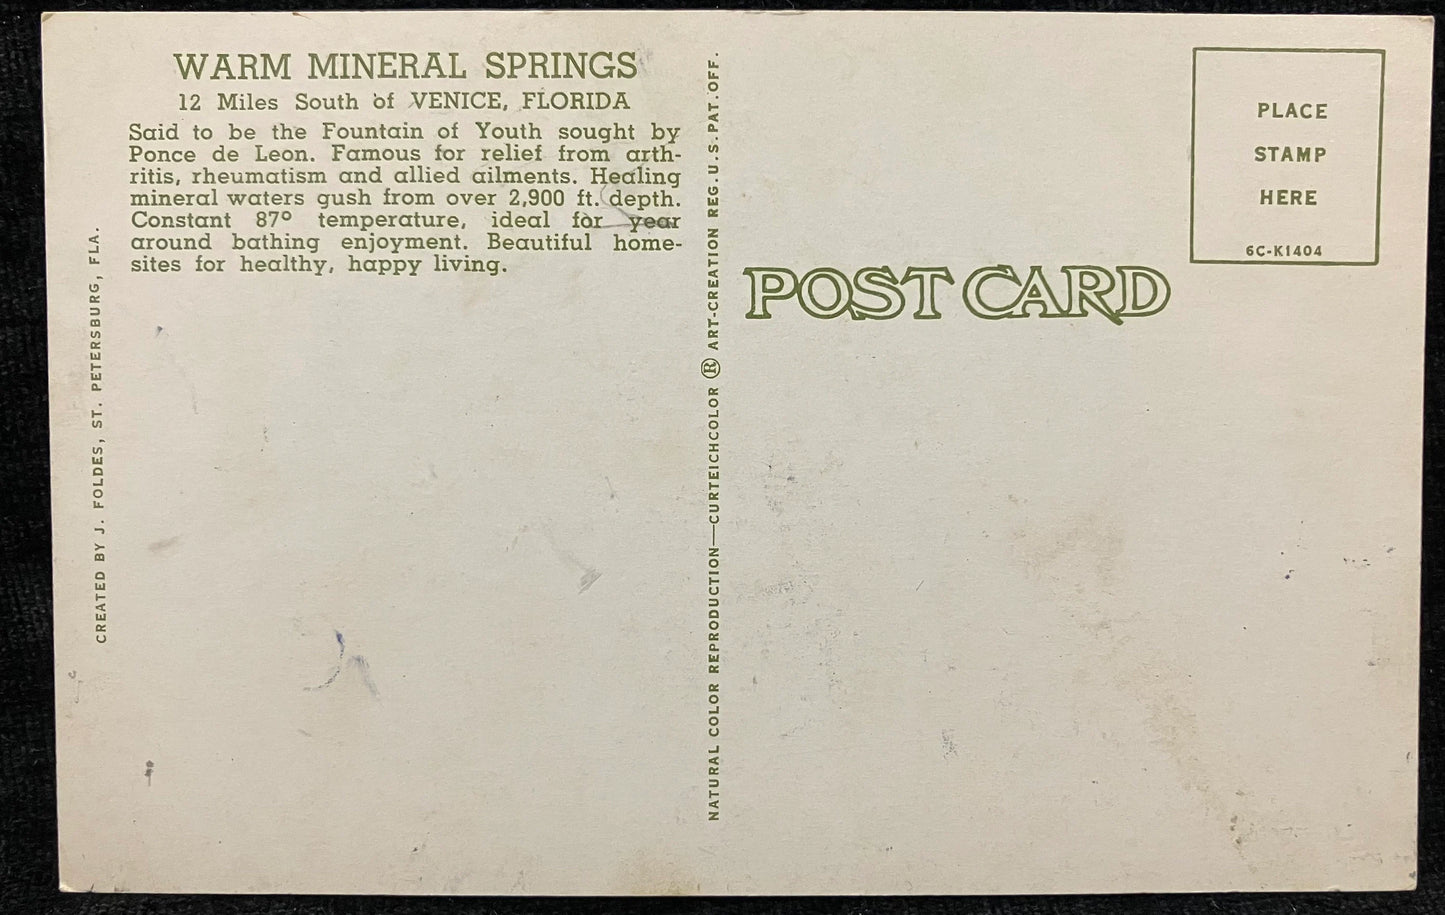 WARM MINERAL SPRINGS
12 Miles South of VENICE, FLORIDA
Said to be the Fountain of Youth sought by
Ponce de Leon. Famous for relief from arth-
ritis, rheumatism and allied ailments. Healing
mineral waters gush from over 2,900 ft. depth.
Constant 87° temperature, ideal for year
around bathing enjoyment. Beautiful home-
sites for healthy, happy living.
CREATED BY J. FOLDES, ST. PETERSBURG, FLA.
NATURAL COLOR REPRODUCTION—CURTEICHCOLOR ® ART-CREATION REG. U.S. PAT. OFF.
POST CARD
PLACE
STAMP
HERE
6C-K1404